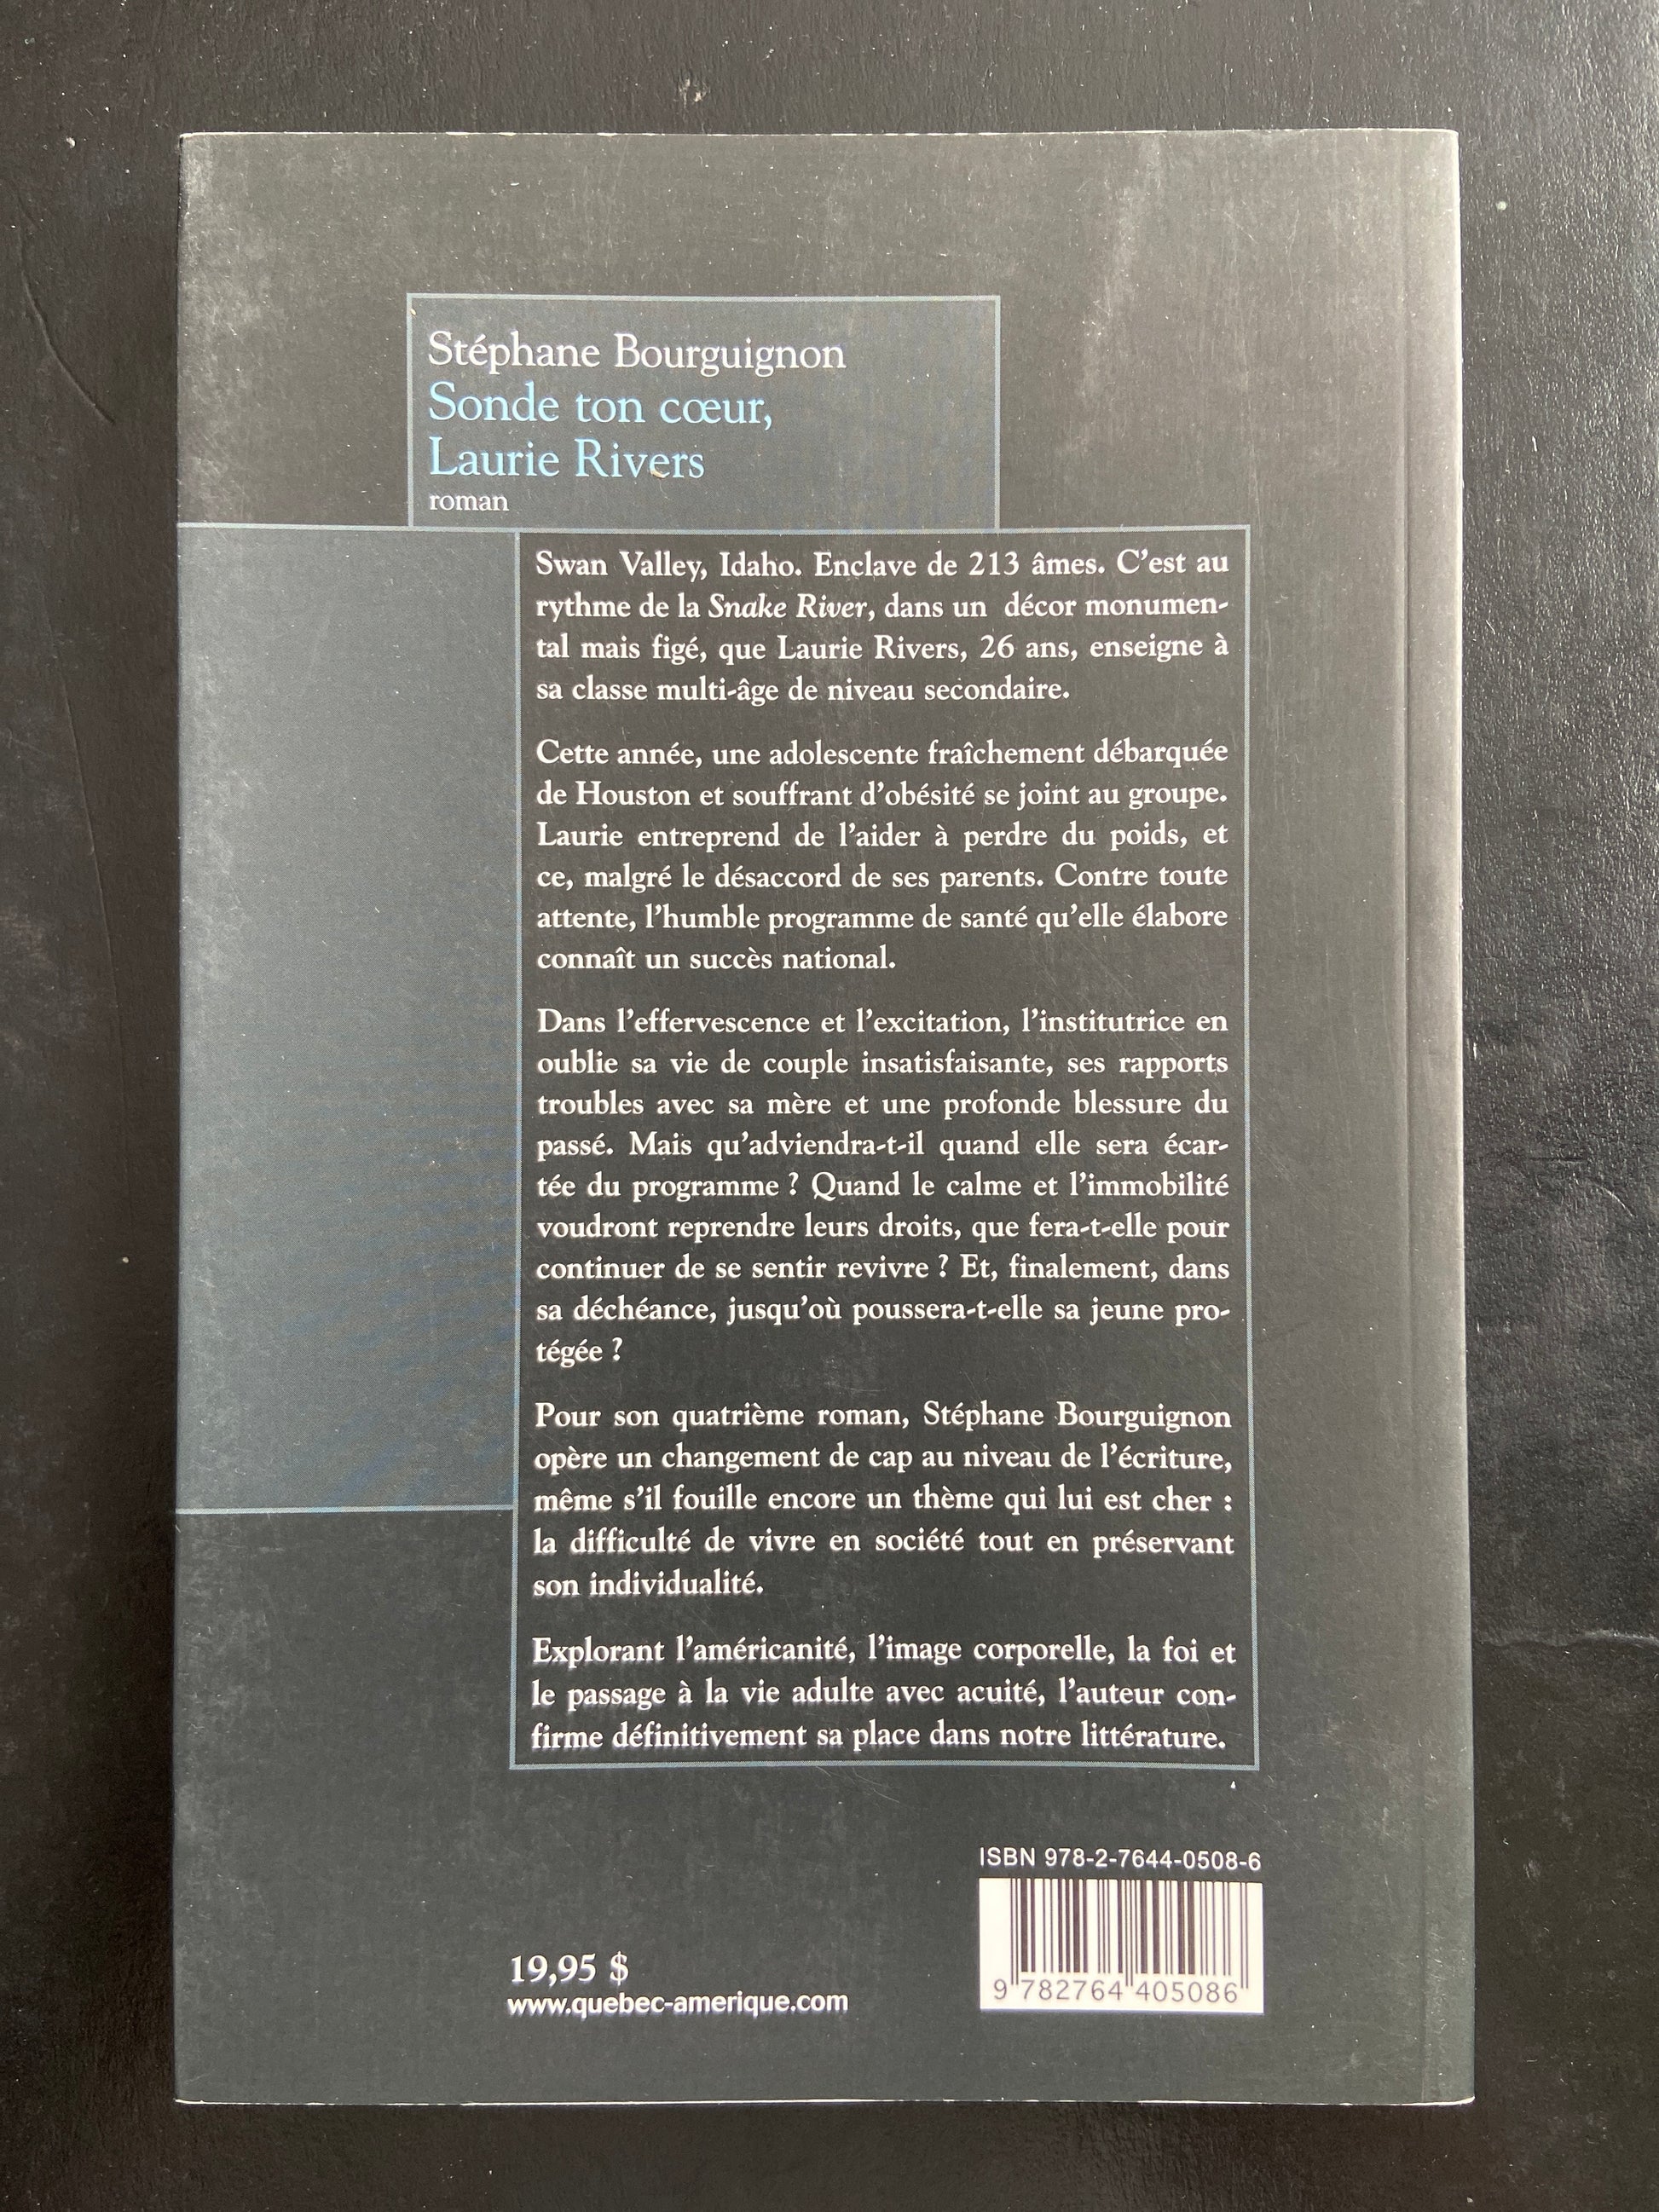 Stéphane Bourguignon
Sonde ton cœur,
Laurie Rivers
roman
Swan Valley, Idaho. Enclave de 213 âmes. C’est au
rythme de la Snake River, dans un décor monumen-
tal mais figé, que Laurie Rivers, 26 ans, enseigne à
sa classe multi-âge de niveau secondaire.
Cette année, une adolescente fraîchement débarquée
de Houston et souffrant d’obésité se joint au groupe.
Laurie entreprend de l’aider à perdre du poids, et
ce, malgré le désaccord de ses parents. Contre toute
attente, l’humble programme de santé qu’elle élabore
connaît un succès national.
Dans l’effervescence et l’excitation, l’institutrice en
oublie sa vie de couple insatisfaisante, ses rapports
troubles avec sa mère et une profonde blessure du
passé. Mais qu’adviendra-t-il quand elle sera écar-
tée du programme ? Quand le calme et l’immobilité
voudront reprendre leurs droits, que fera-t-elle pour
continuer de se sentir revivre ? Et, finalement, dans
sa déchéance, jusqu’où poussera-t-elle sa jeune pro-
tégée ?
Pour son quatrième roman, Stéphane Bourguignon
opère un changement de cap au niveau de l’écriture,
même s’il fouille encore un thème qui lui est cher :
la difficulté de vivre en société tout en préservant
son individualité.
Explorant l’américanité, l’image corporelle, la foi et
le passage à la vie adulte avec acuité, l’auteur con-
firme définitivement sa place dans notre littérature.
ISBN 978-2-7644-0508-6
9 782764 405086
19,95 $
www.quebec-amerique.com